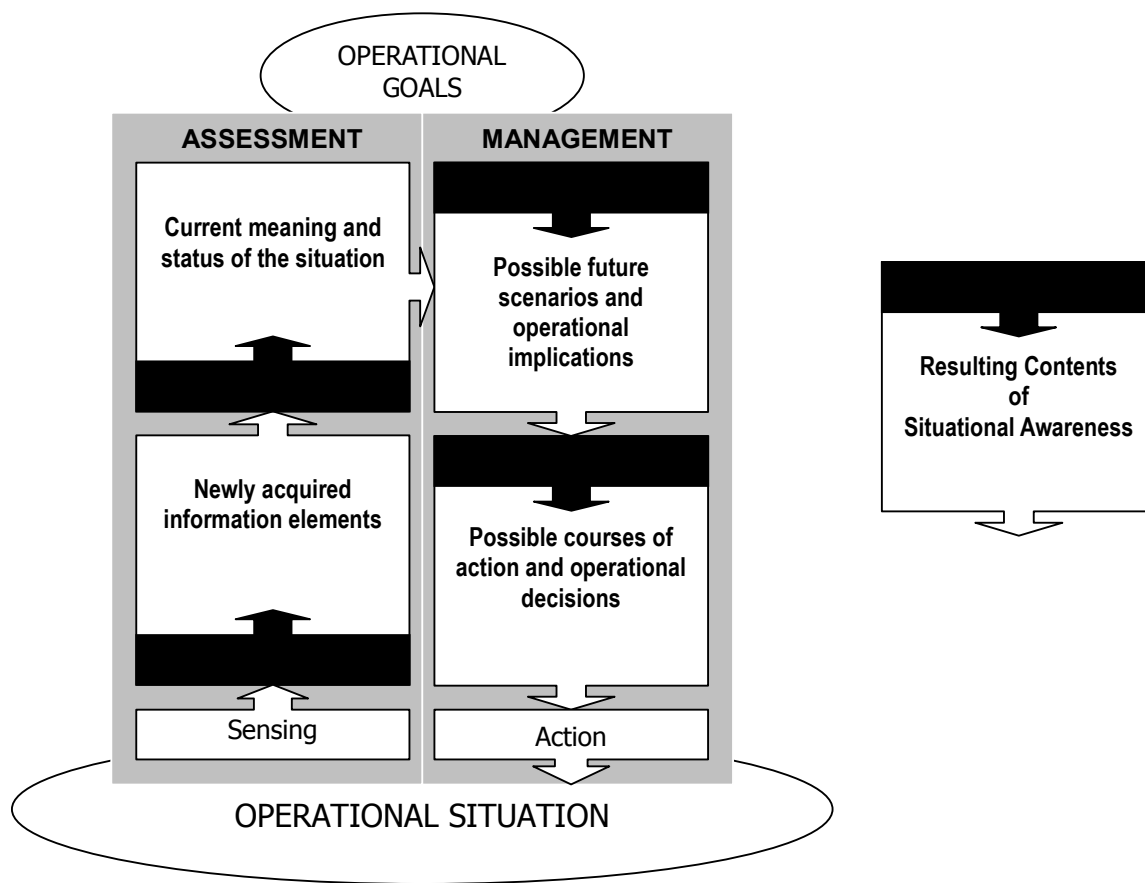 OPERATIONAL
GOALS
ASSESSMENT
Current meaning and
status of the situation
Newly acquired
information elements
Sensing
MANAGEMENT
Possible future
scenarios and
operational
implications
Possible courses of
action and operational
decisions
Action
OPERATIONAL SITUATION
Resulting Contents
of
Situational Awareness